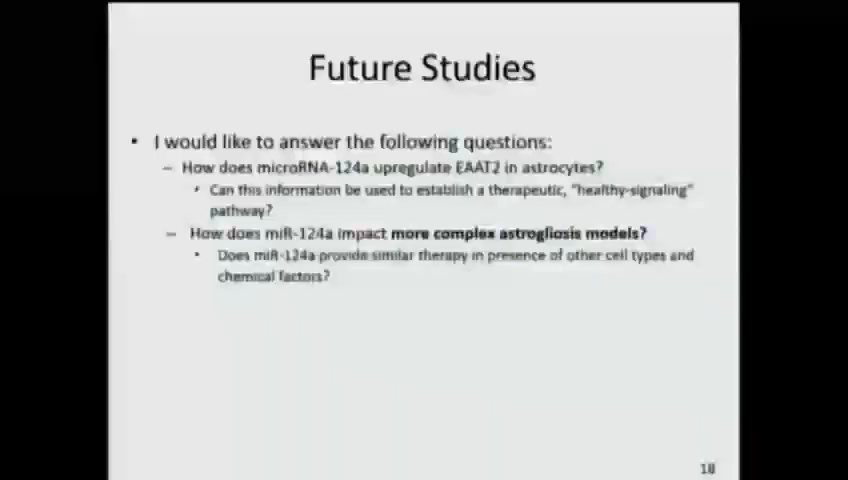 Future Studies
• I would like to answer the following questions:
– How does microRNA-124a upregulate EAAT2 in astrocytes?
• Can this information be used to establish a therapeutic, "healthy-signaling"
pathway?
– How does miR-124a impact more complex astrogliosis models?
• Does miR-124a provide similar therapy in presence of other cell types and
chemical factors?
18